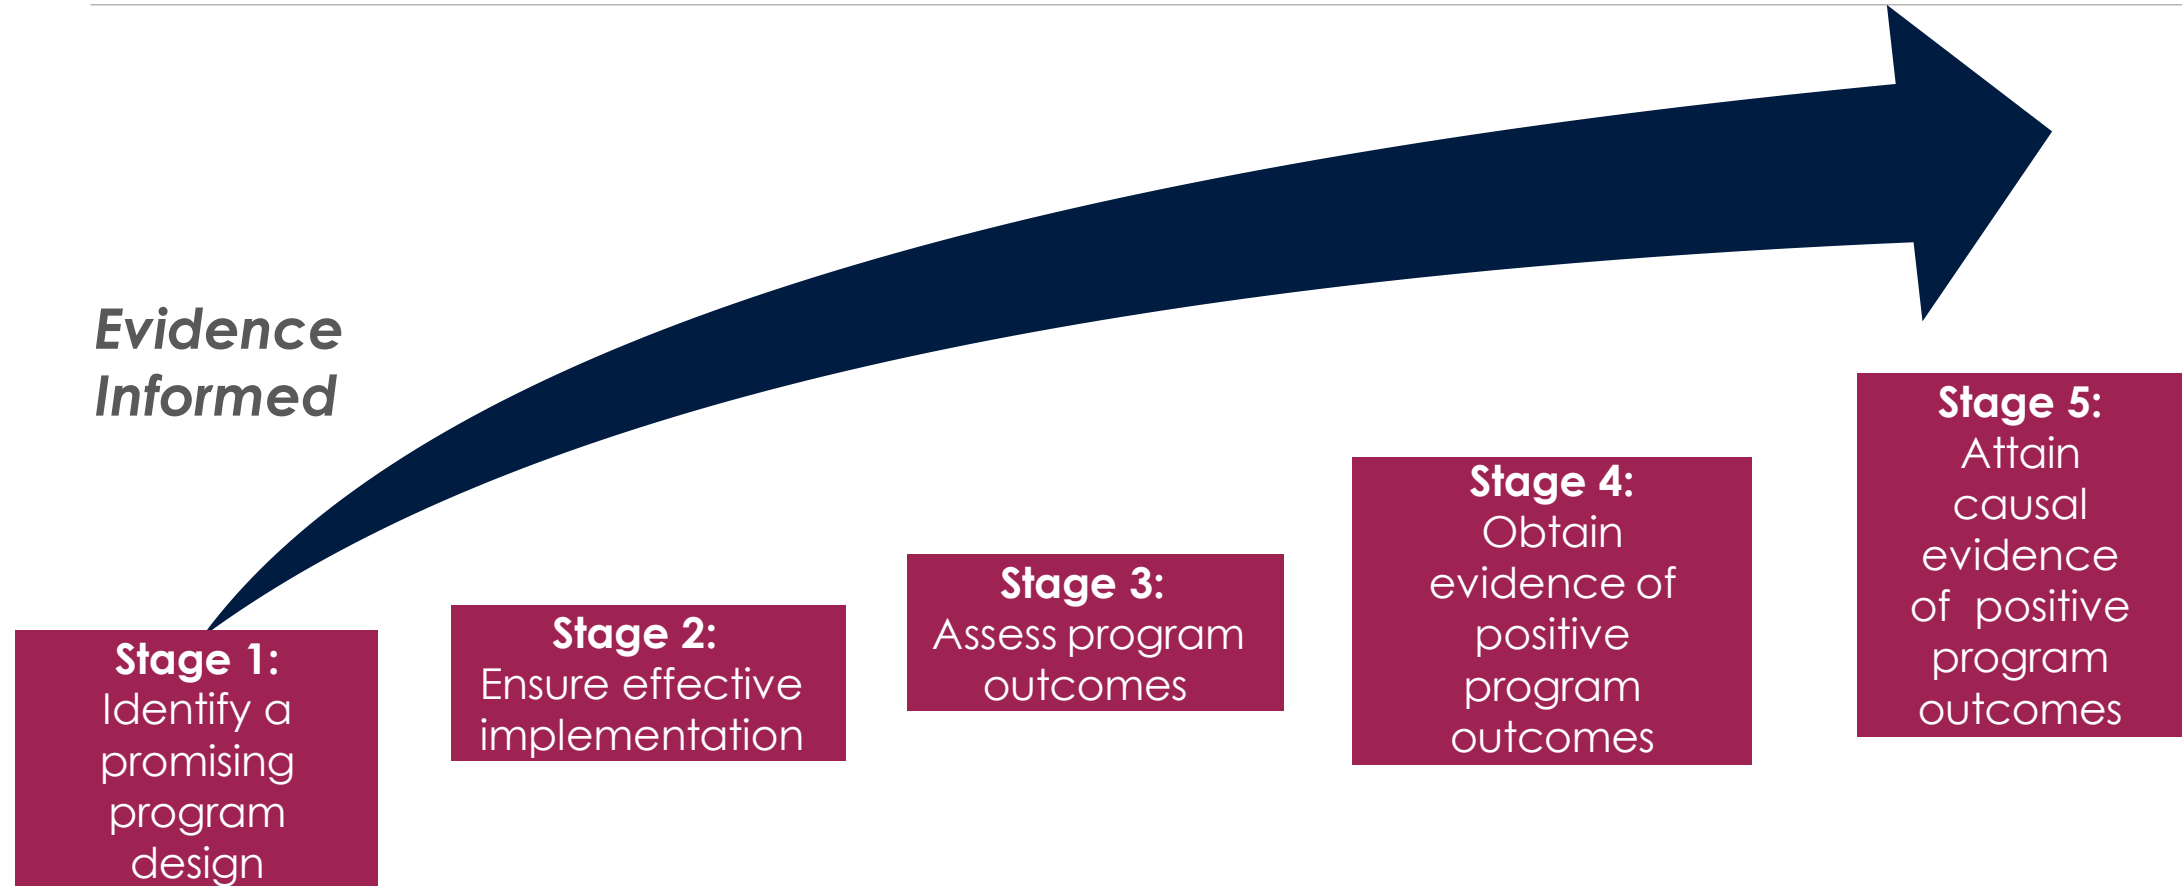 Evidence
Informed
Stage 1:
Identify a
promising
program
design
Stage 2:
Ensure effective
implementation
Stage 3:
Assess program
outcomes
Stage 4:
Obtain
evidence of
positive
program
outcomes
Stage 5:
Attain
causal
evidence
of positive
program
outcomes